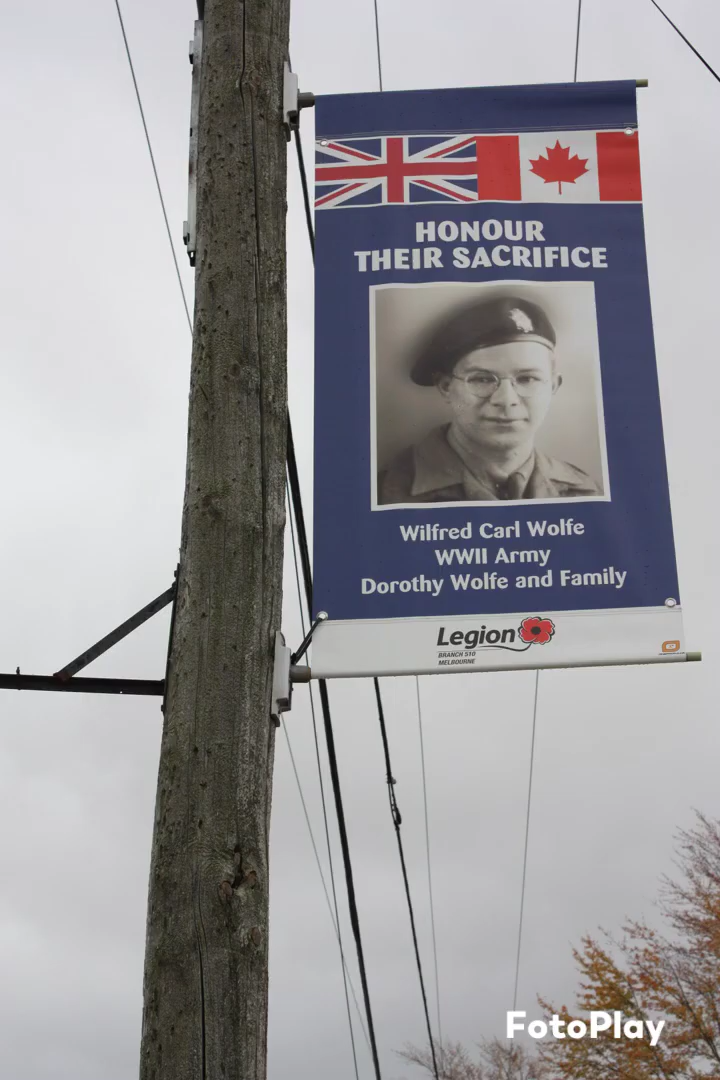 HONOUR
THEIR SACRIFICE
Wilfred Carl Wolfe
WWII Army
Dorothy Wolfe and Family
Legion
BRANCH 510
MELBOURNE
FotoPlay